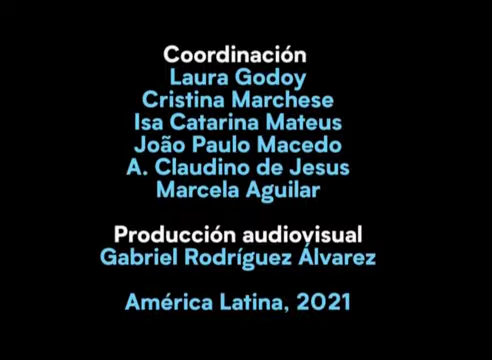 Coordinación
Laura Godoy
Cristina Marchese
Isa Catarina Mateus
João Paulo Macedo
A. Claudino de Jesus
Marcela Aguilar
Producción audiovisual
Gabriel Rodríguez Álvarez
América Latina, 2021